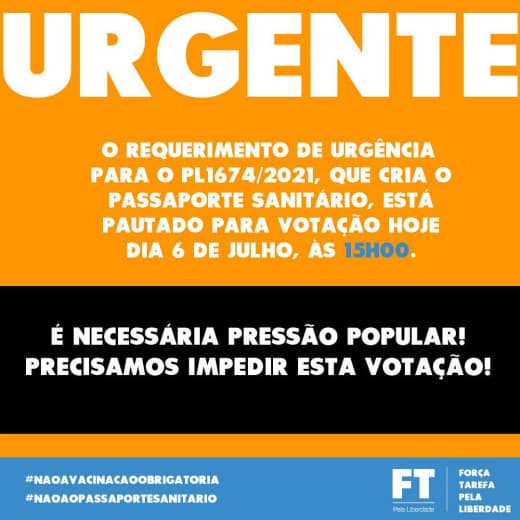 URGENTE
O REQUERIMENTO DE URGÊNCIA
PARA O PL1674/2021, QUE CRIA O
PASSAPORTE SANITÁRIO, ESTÁ
PAUTADO PARA VOTAÇÃO HOJE
DIA 6 DE JULHO, ÀS 15H00.
É NECESSÁRIA PRESSÃO POPULAR!
PRECISAMOS IMPEDIR ESTA VOTAÇÃO!
#NAOAVACINACAOOBRIGATORIA
#NAOAOPASSAPORTESANITARIO
FT
Pela Liberdade
FORÇA
TAREFA
PELA
LIBERDADE